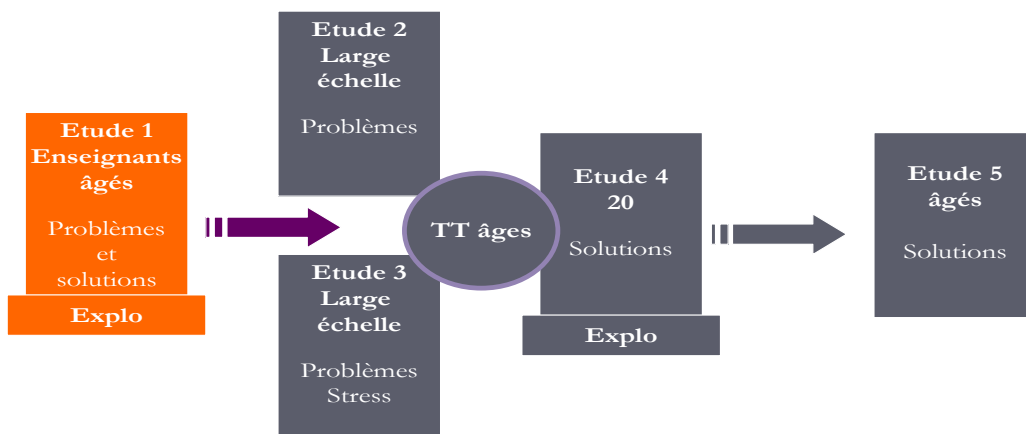 Etude 1
Enseignants
âgés
Problèmes
et
solutions
Explo
Etude 2
Large
échelle
Problèmes
Etude 3
Large
échelle
Problèmes
Stress
TT âges
Etude 4
20
Solutions
Explo
Etude 5
âgés
Solutions